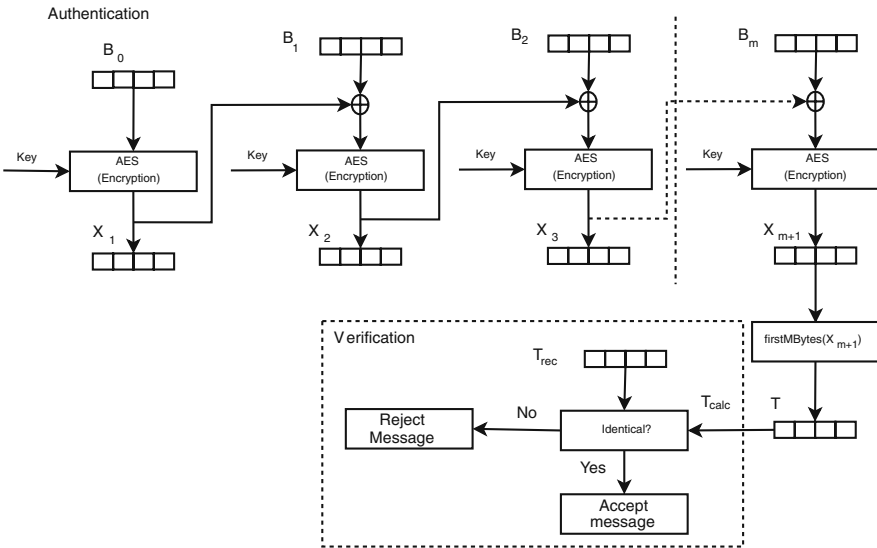 Authentication
B0
B1
B2
Bm
Key
AES
(Encryption)
Key
AES
(Encryption)
Key
AES
(Encryption)
Key
AES
(Encryption)
X1
X2
X3
Xm+1
firstMBytes(Xm+1)
Verification
Trec
Tcalc
T
No
Identical?
Reject
Message
Yes
Accept
message